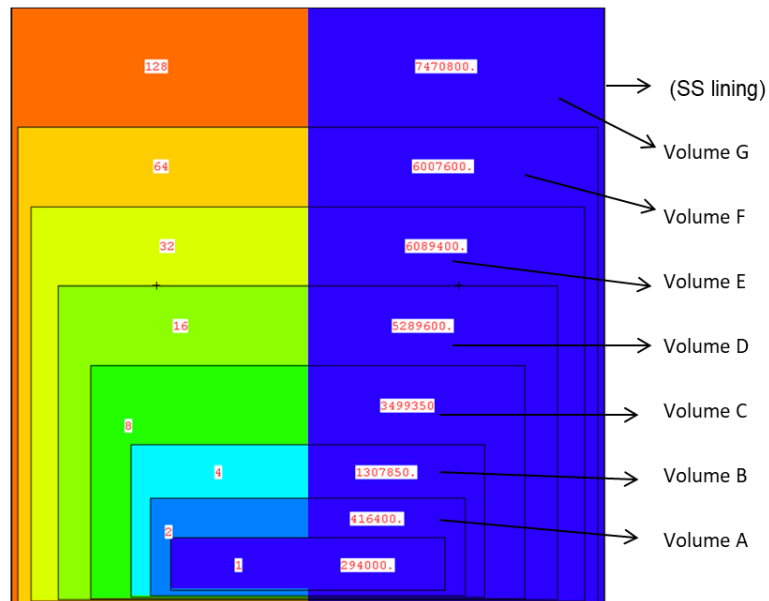 128 7470800.
(SS lining)
Volume G
64 6007600.
Volume F
32 6089400.
Volume E
16 5289600.
Volume D
3499350
Volume C
8
4 1307850.
Volume B
416400.
Volume A
2
1 294000.